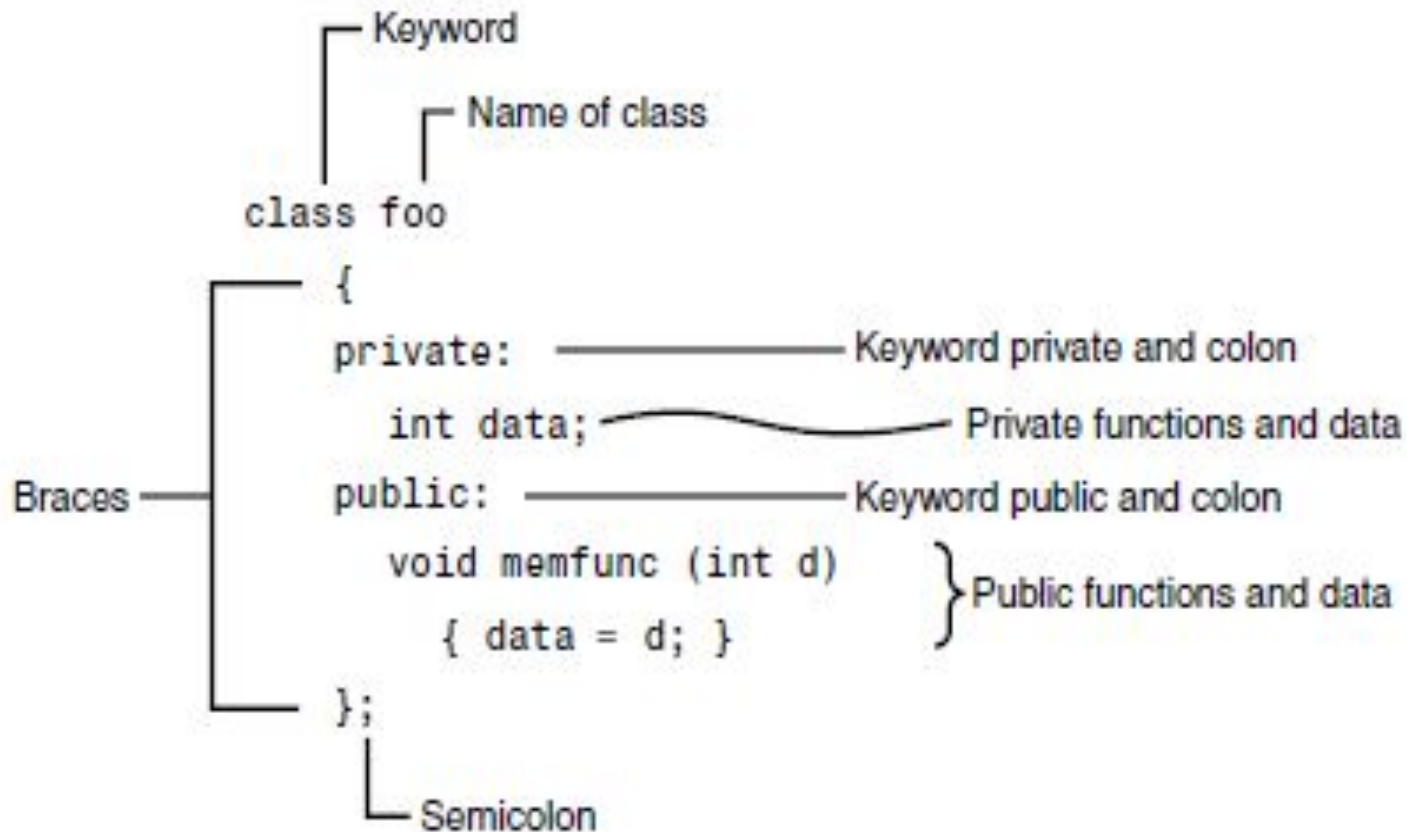 Keyword
Name of class
class foo
{
private:
Keyword private and colon
int data;
Private functions and data
Braces
public:
Keyword public and colon
void memfunc (int d)
Public functions and data
{ data = d; }
};
Semicolon